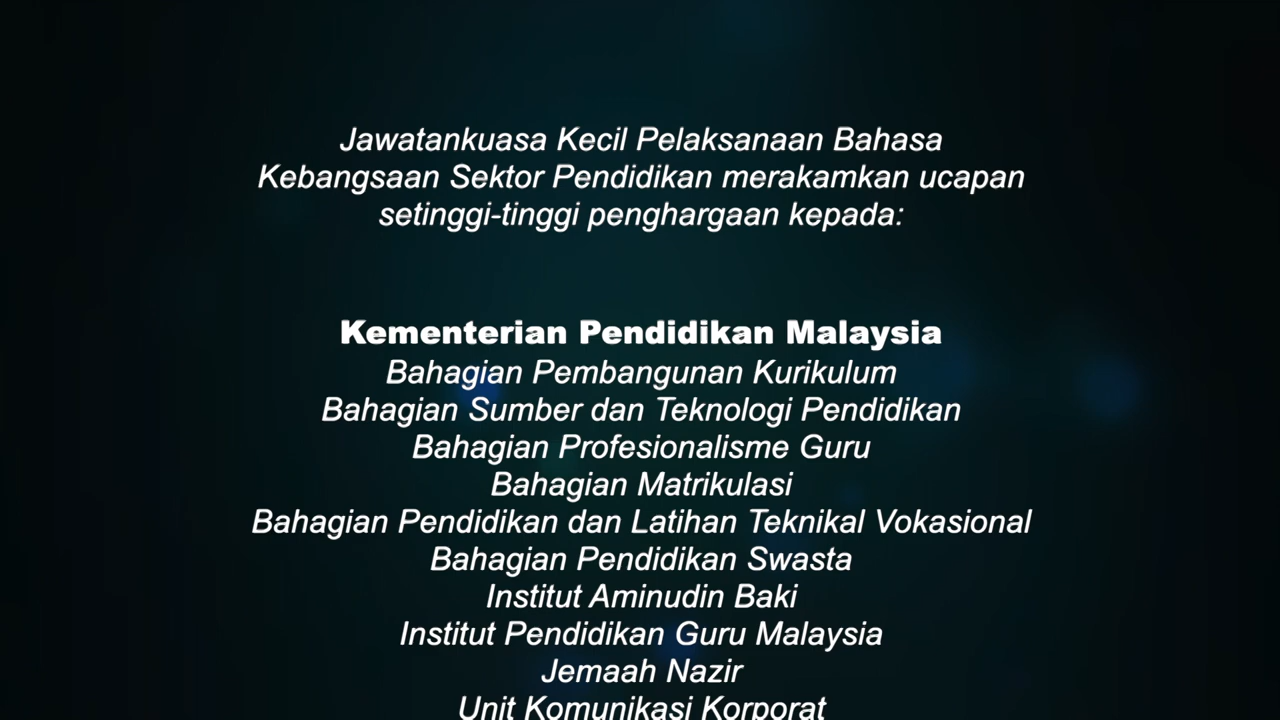 Jawatankuasa Kecil Pelaksanaan Bahasa
Kebangsaan Sektor Pendidikan merakamkan ucapan
setinggi-tinggi penghargaan kepada:
Kementerian Pendidikan Malaysia
Bahagian Pembangunan Kurikulum
Bahagian Sumber dan Teknologi Pendidikan
Bahagian Profesionalisme Guru
Bahagian Matrikulasi
Bahagian Pendidikan dan Latihan Teknikal Vokasional
Bahagian Pendidikan Swasta
Institut Aminudin Baki
Institut Pendidikan Guru Malaysia
Jemaah Nazir
Unit Komunikasi Korporat